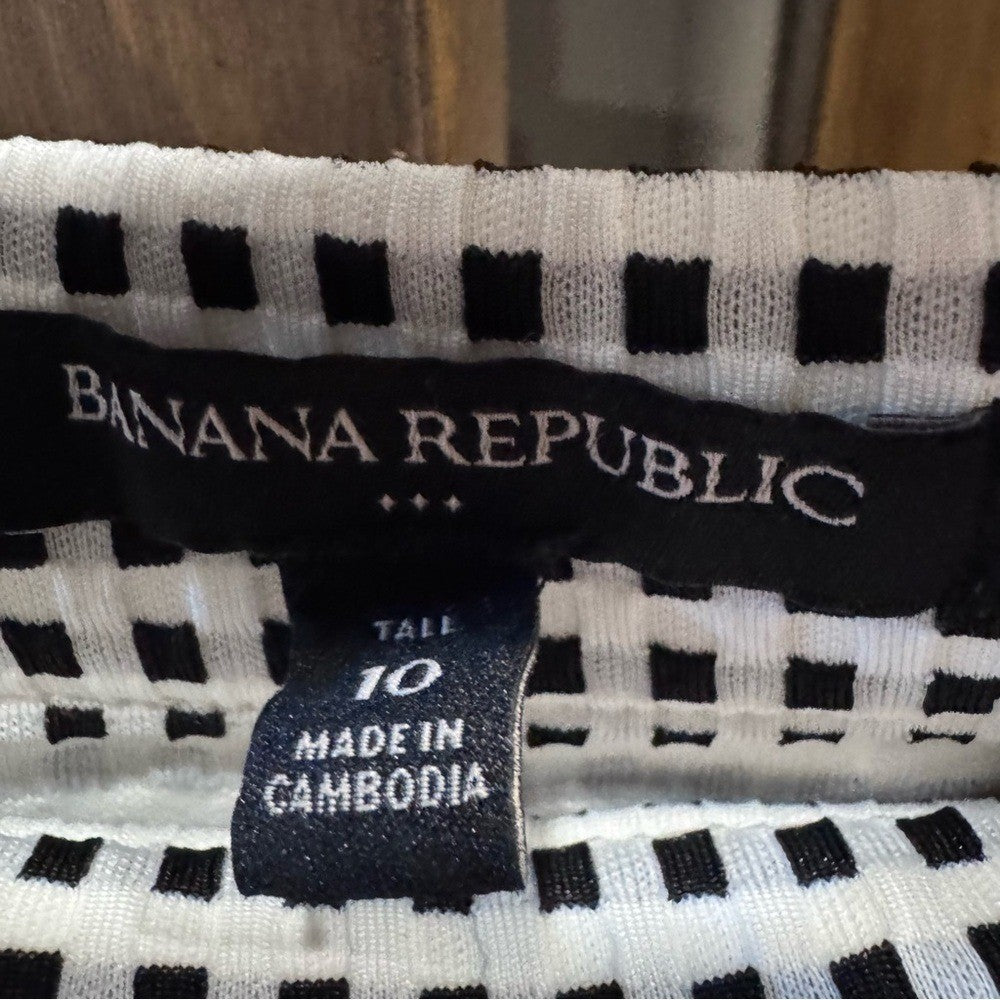 BANANA REPUBLIC
TALL
10
MADE IN
CAMBODIA